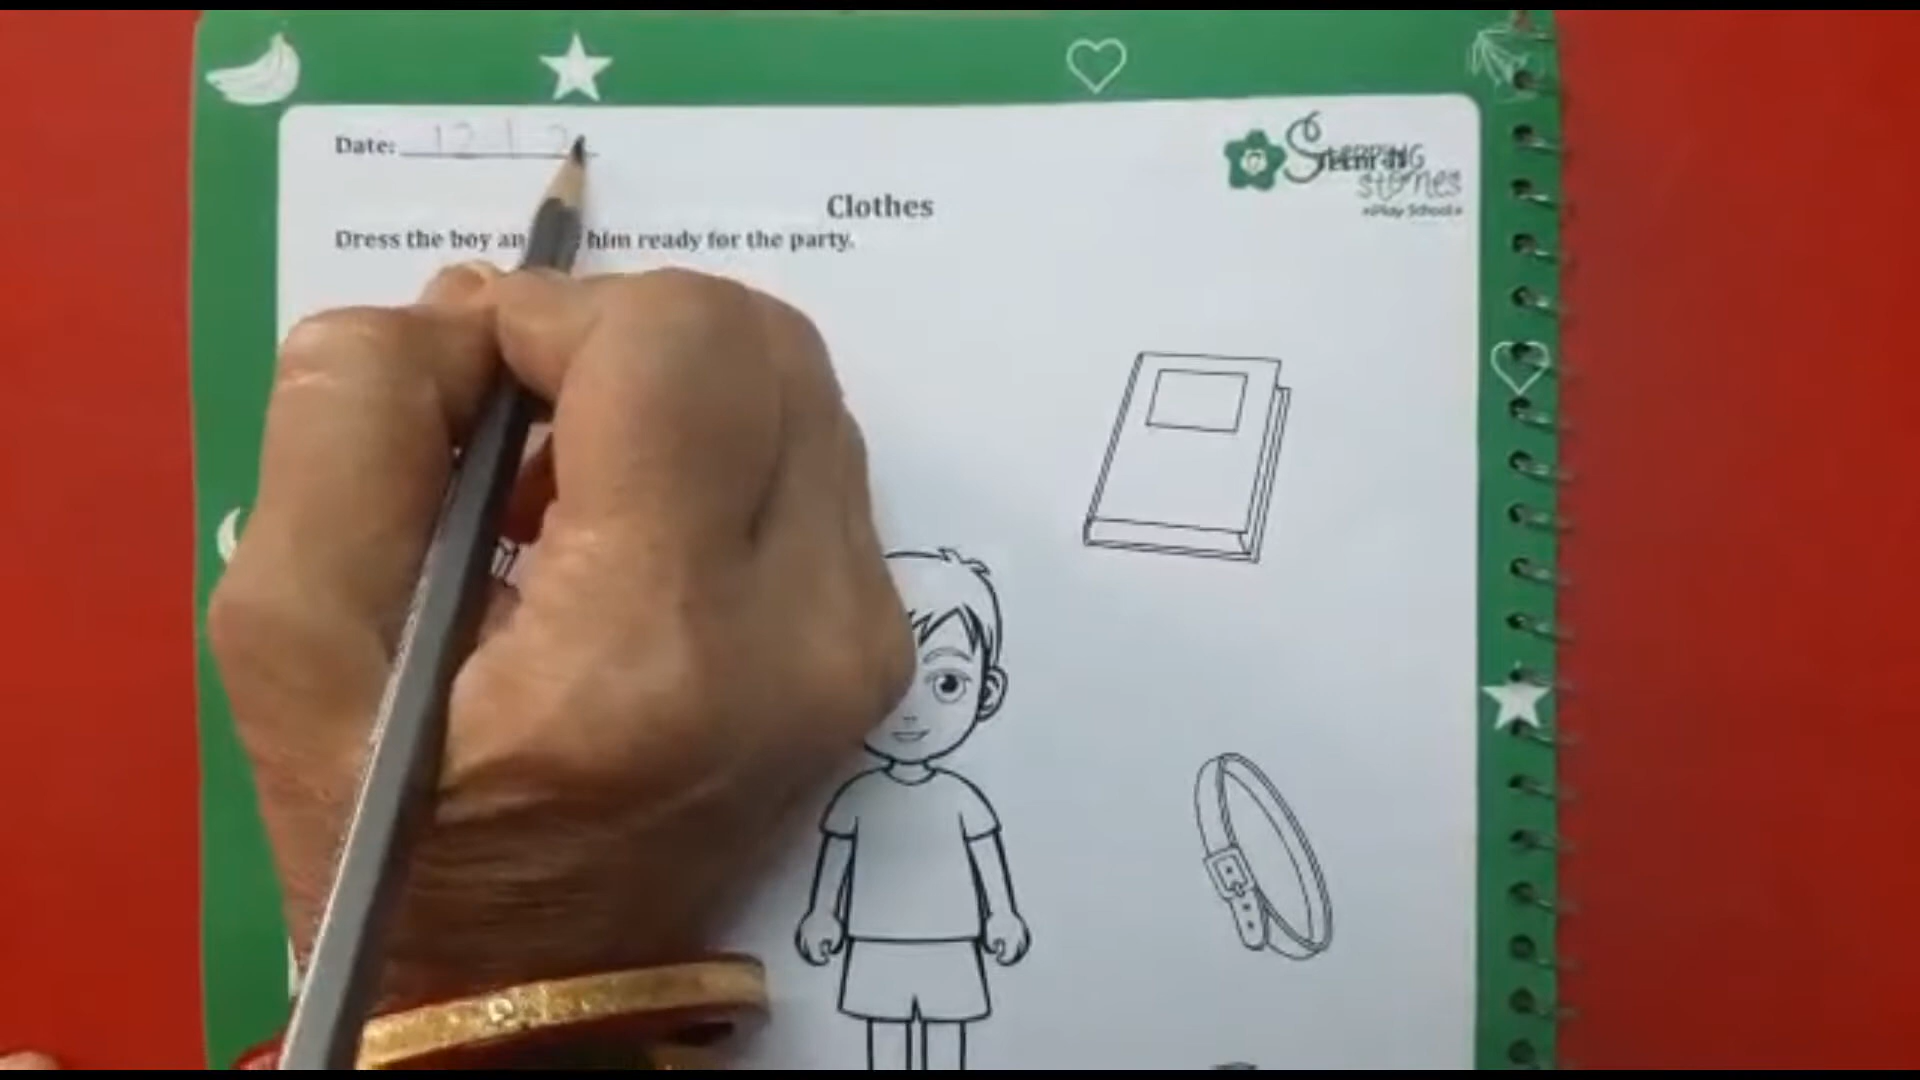 Date: 12 1 2
Stepping
Stones
Play School
Clothes
Dress the boy an him ready for the party.